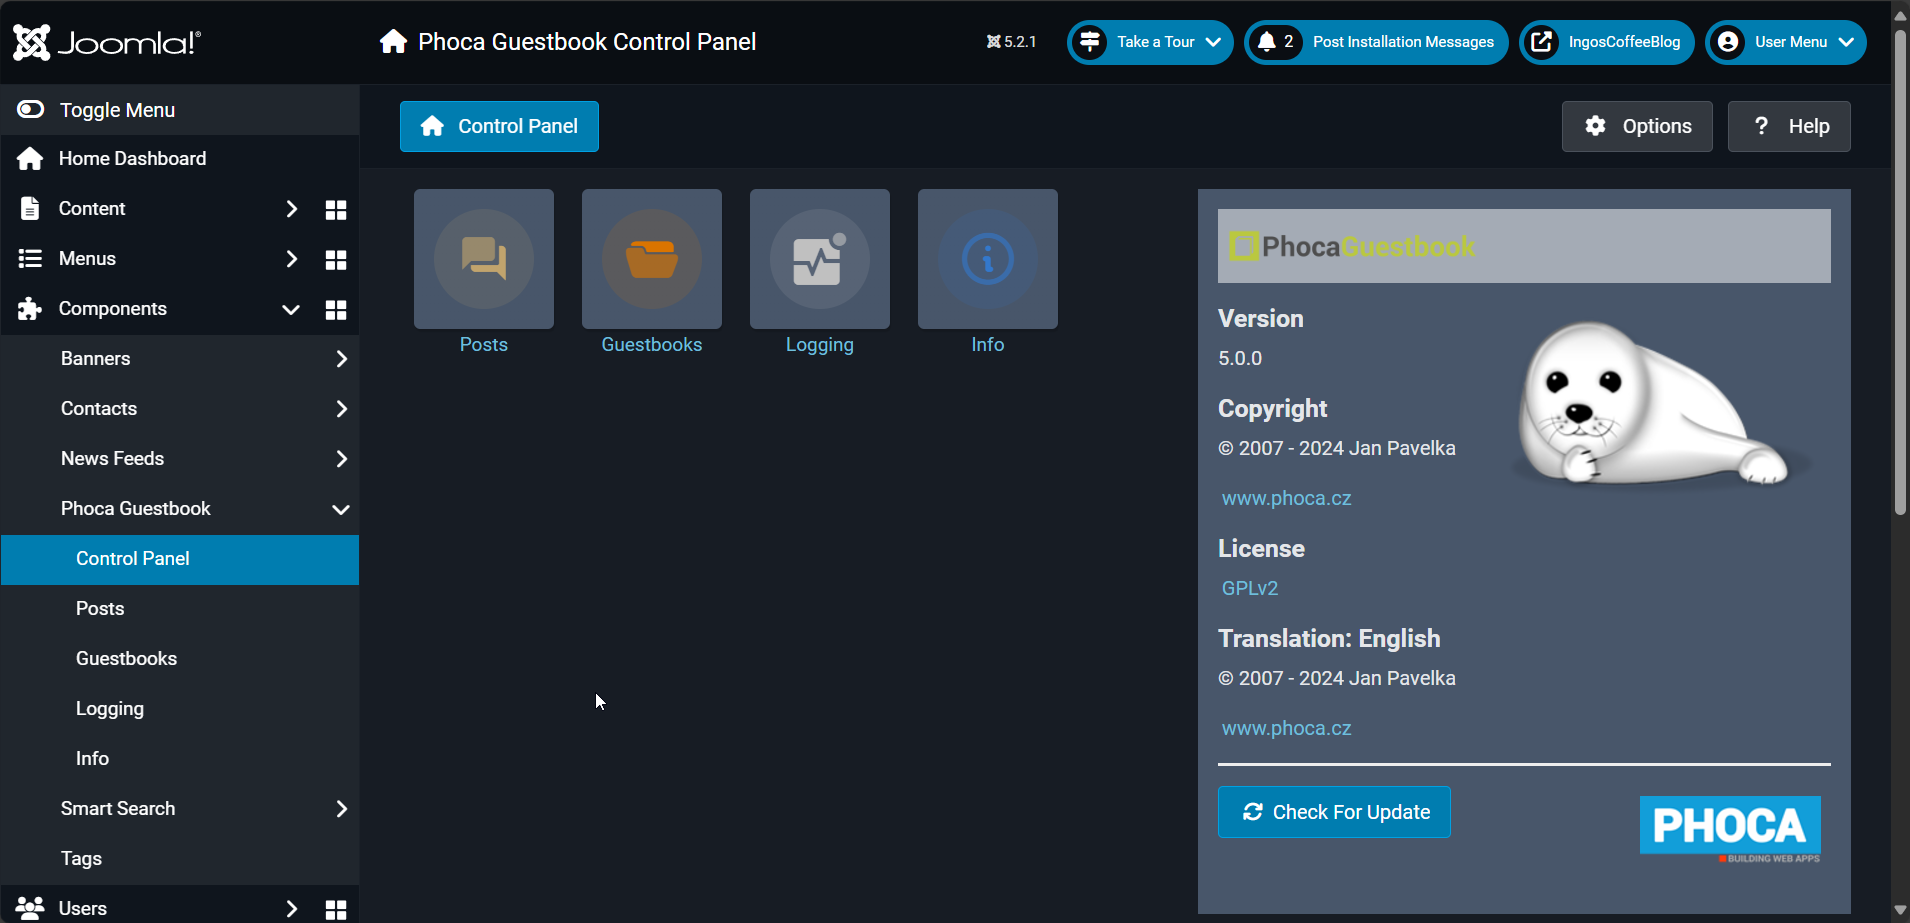 Joomla!
Phoca Guestbook Control Panel
5.2.1
Take a Tour
2
Post Installation Messages
IngosCoffeeBlog
User Menu
Toggle Menu
Home Dashboard
Content
Menus
Components
Banners
Contacts
News Feeds
Phoca Guestbook
Control Panel
Posts
Guestbooks
Logging
Info
Smart Search
Tags
Users
Control Panel
Options
? Help
Posts
Guestbooks
Logging
Info
PhocaGuestbook
Version
5.0.0
Copyright
© 2007 - 2024 Jan Pavelka
www.phoca.cz
License
GPLv2
Translation: English
© 2007 - 2024 Jan Pavelka
www.phoca.cz
Check For Update
PHOCA
BUILDING WEB APPS